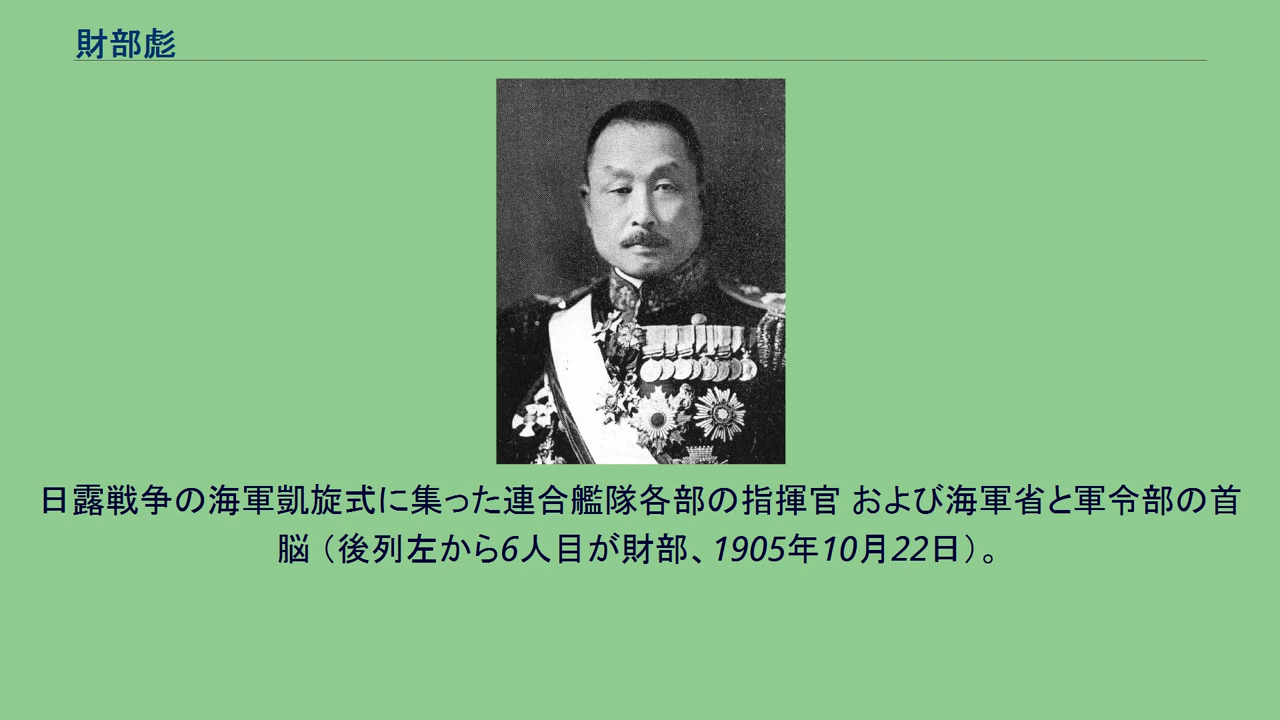 財部彪
日露戦争の海軍凱旋式に集った連合艦隊各部の指揮官 および海軍省と軍令部の首
脳（後列左から6人目が財部、1905年10月22日）。